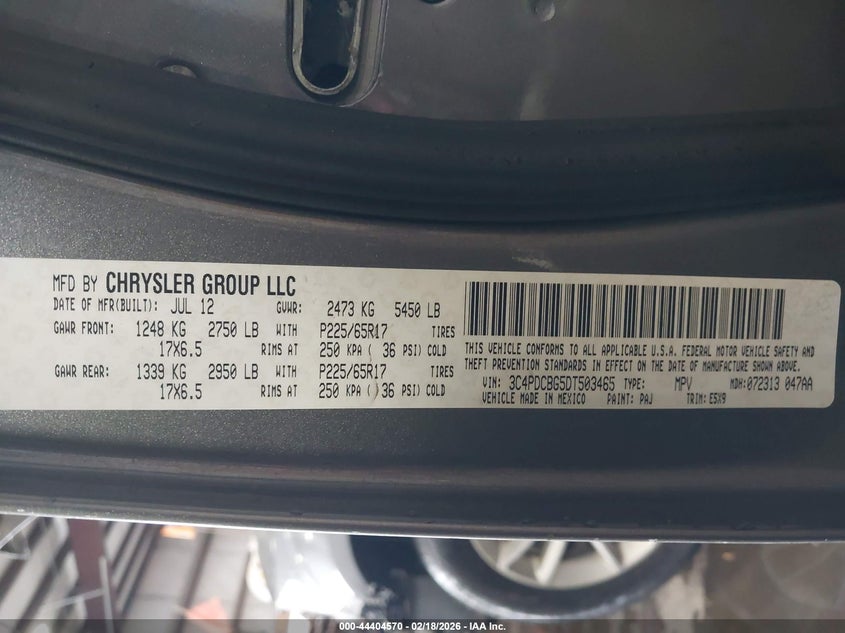 MFD BY CHRYSLER GROUP LLC
DATE OF MFR(BUILT): JUL 12 GVWR: 2473 KG 5450 LB
GAWR FRONT: 1248 KG 2750 LB WITH P225/65R17 TIRES
17X6.5 RIMS AT 250 KPA ( 36 PSI) COLD
GAWR REAR: 1339 KG 2950 LB WITH P225/65R17 TIRES
17X6.5 RIMS AT 250 KPA ( 36 PSI) COLD
THIS VEHICLE CONFORMS TO ALL APPLICABLE U.S.A. FEDERAL MOTOR VEHICLE SAFETY AND
THEFT PREVENTION STANDARDS IN EFFECT ON THE DATE OF MANUFACTURE SHOWN ABOVE.
VIN: 3C4PDCBG5DT503465 TYPE: MPV MDH: 072313 047AA
VEHICLE MADE IN MEXICO PAINT: PAJ TRIM: E5X9
000-44404570 - 02/18/2026 - IAA Inc.